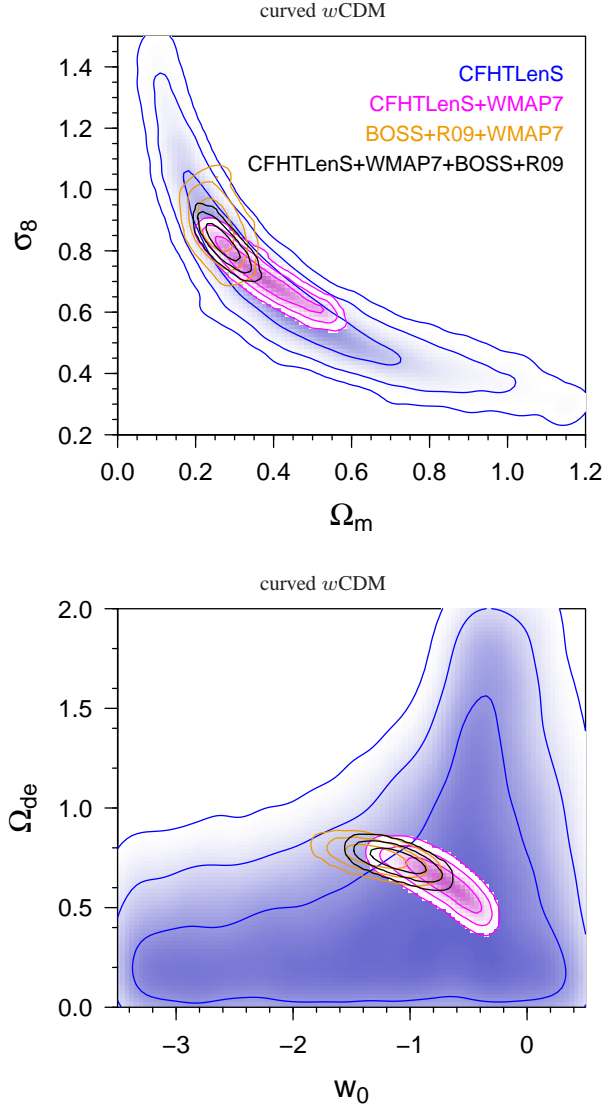 curved wCDM
1.4
1.2
1.0
0.8
0.6
0.4
0.2
σ8
CFHTLenS
CFHTLenS+WMAP7
BOSS+R09+WMAP7
CFHTLenS+WMAP7+BOSS+R09
0.0 0.2 0.4 0.6 0.8 1.0 1.2
Ωm
curved wCDM
2.0
1.5
1.0
0.5
0.0
Ωde
−3 −2 −1 0
w0